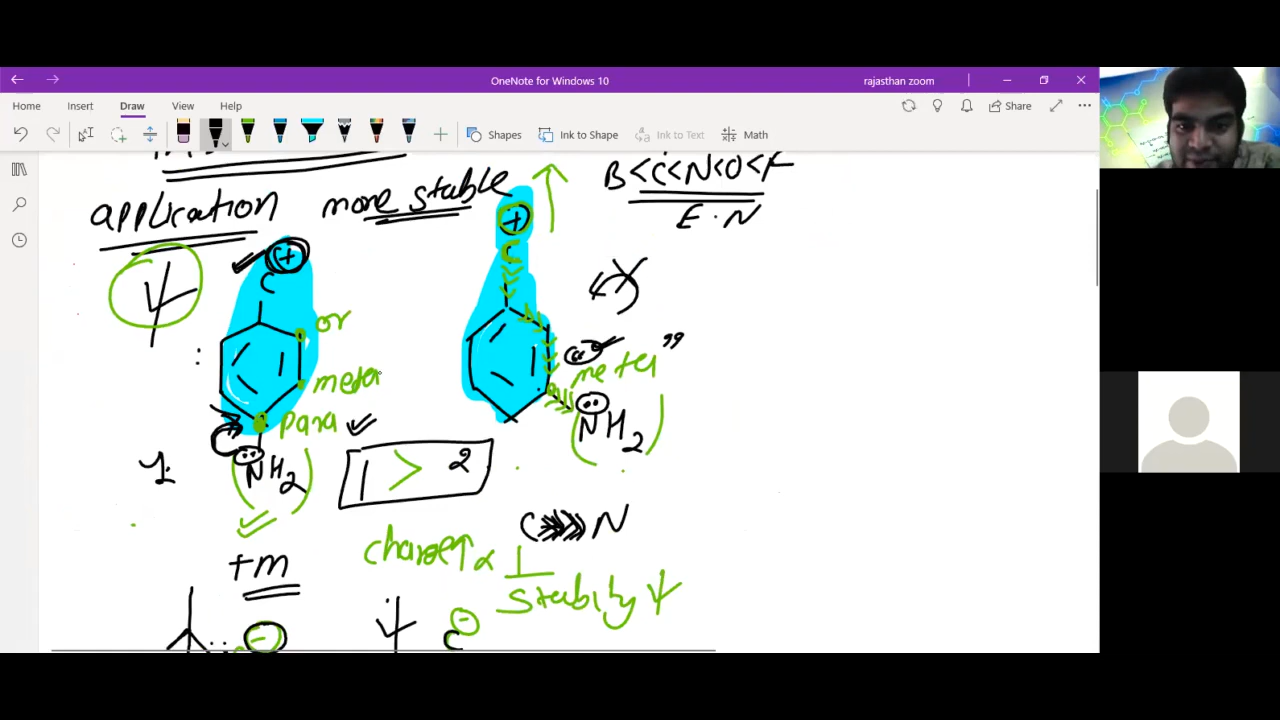 OneNote for Windows 10
rajasthan zoom
Home Insert Draw View Help
Share
Shapes Ink to Shape Ink to Text Math
application more stable
B<C<N<O<F
E.N
+
C
+
C
or
meta
para
meta "
NH2
NH2
1 > 2
C N
+m
charge↑ ∝ 1
stability ↓
-
-
C